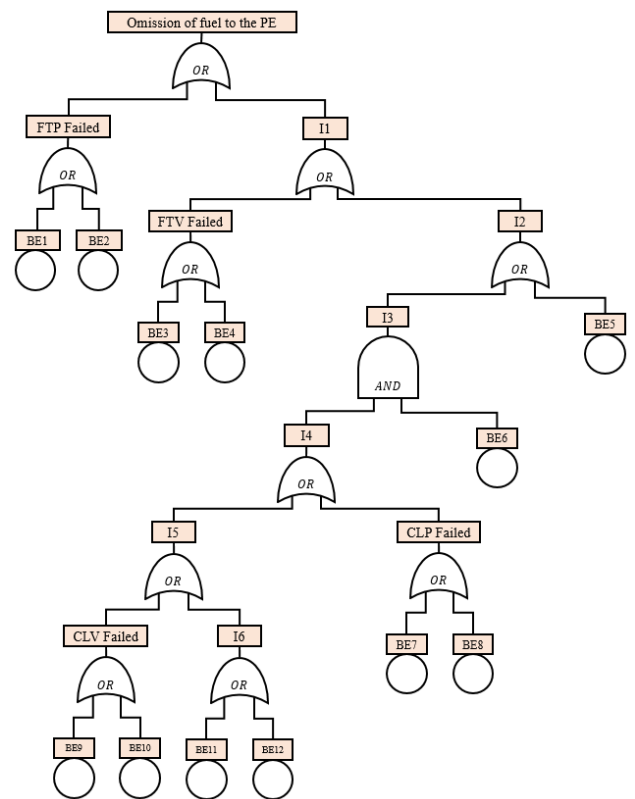 Omission of fuel to the PE
OR
FTP Failed
I1
OR
OR
FTV Failed
I2
BE1
BE2
OR
OR
I3
BE5
BE3
BE4
AND
I4
BE6
OR
I5
CLP Failed
OR
OR
CLV Failed
I6
BE7
BE8
OR
OR
BE9
BE10
BE11
BE12